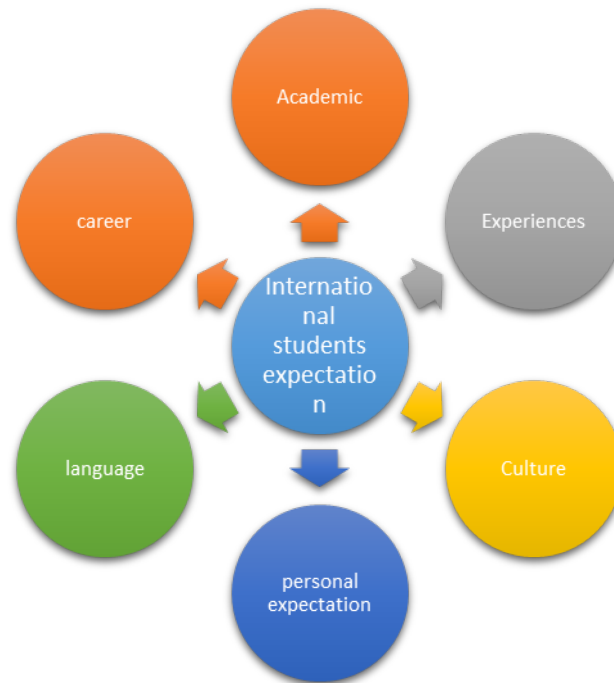 Academic
career
Experiences
Internatio
nal
students
expectatio
n
language
Culture
personal
expectation